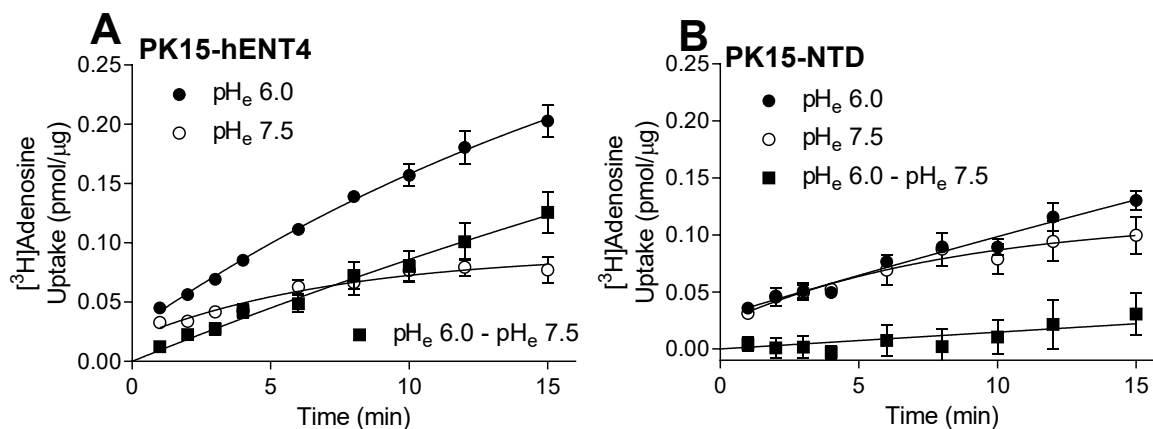 A
PK15-hENT4
[³H]Adenosine
Uptake (pmol/µg)
0.25
0.20
0.15
0.10
0.05
0.00
pHₑ 6.0
pHₑ 7.5
pHₑ 6.0 - pHₑ 7.5
0 5 10 15
Time (min)
B
PK15-NTD
[³H]Adenosine
Uptake (pmol/µg)
0.25
0.20
0.15
0.10
0.05
0.00
pHₑ 6.0
pHₑ 7.5
pHₑ 6.0 - pHₑ 7.5
0 5 10 15
Time (min)